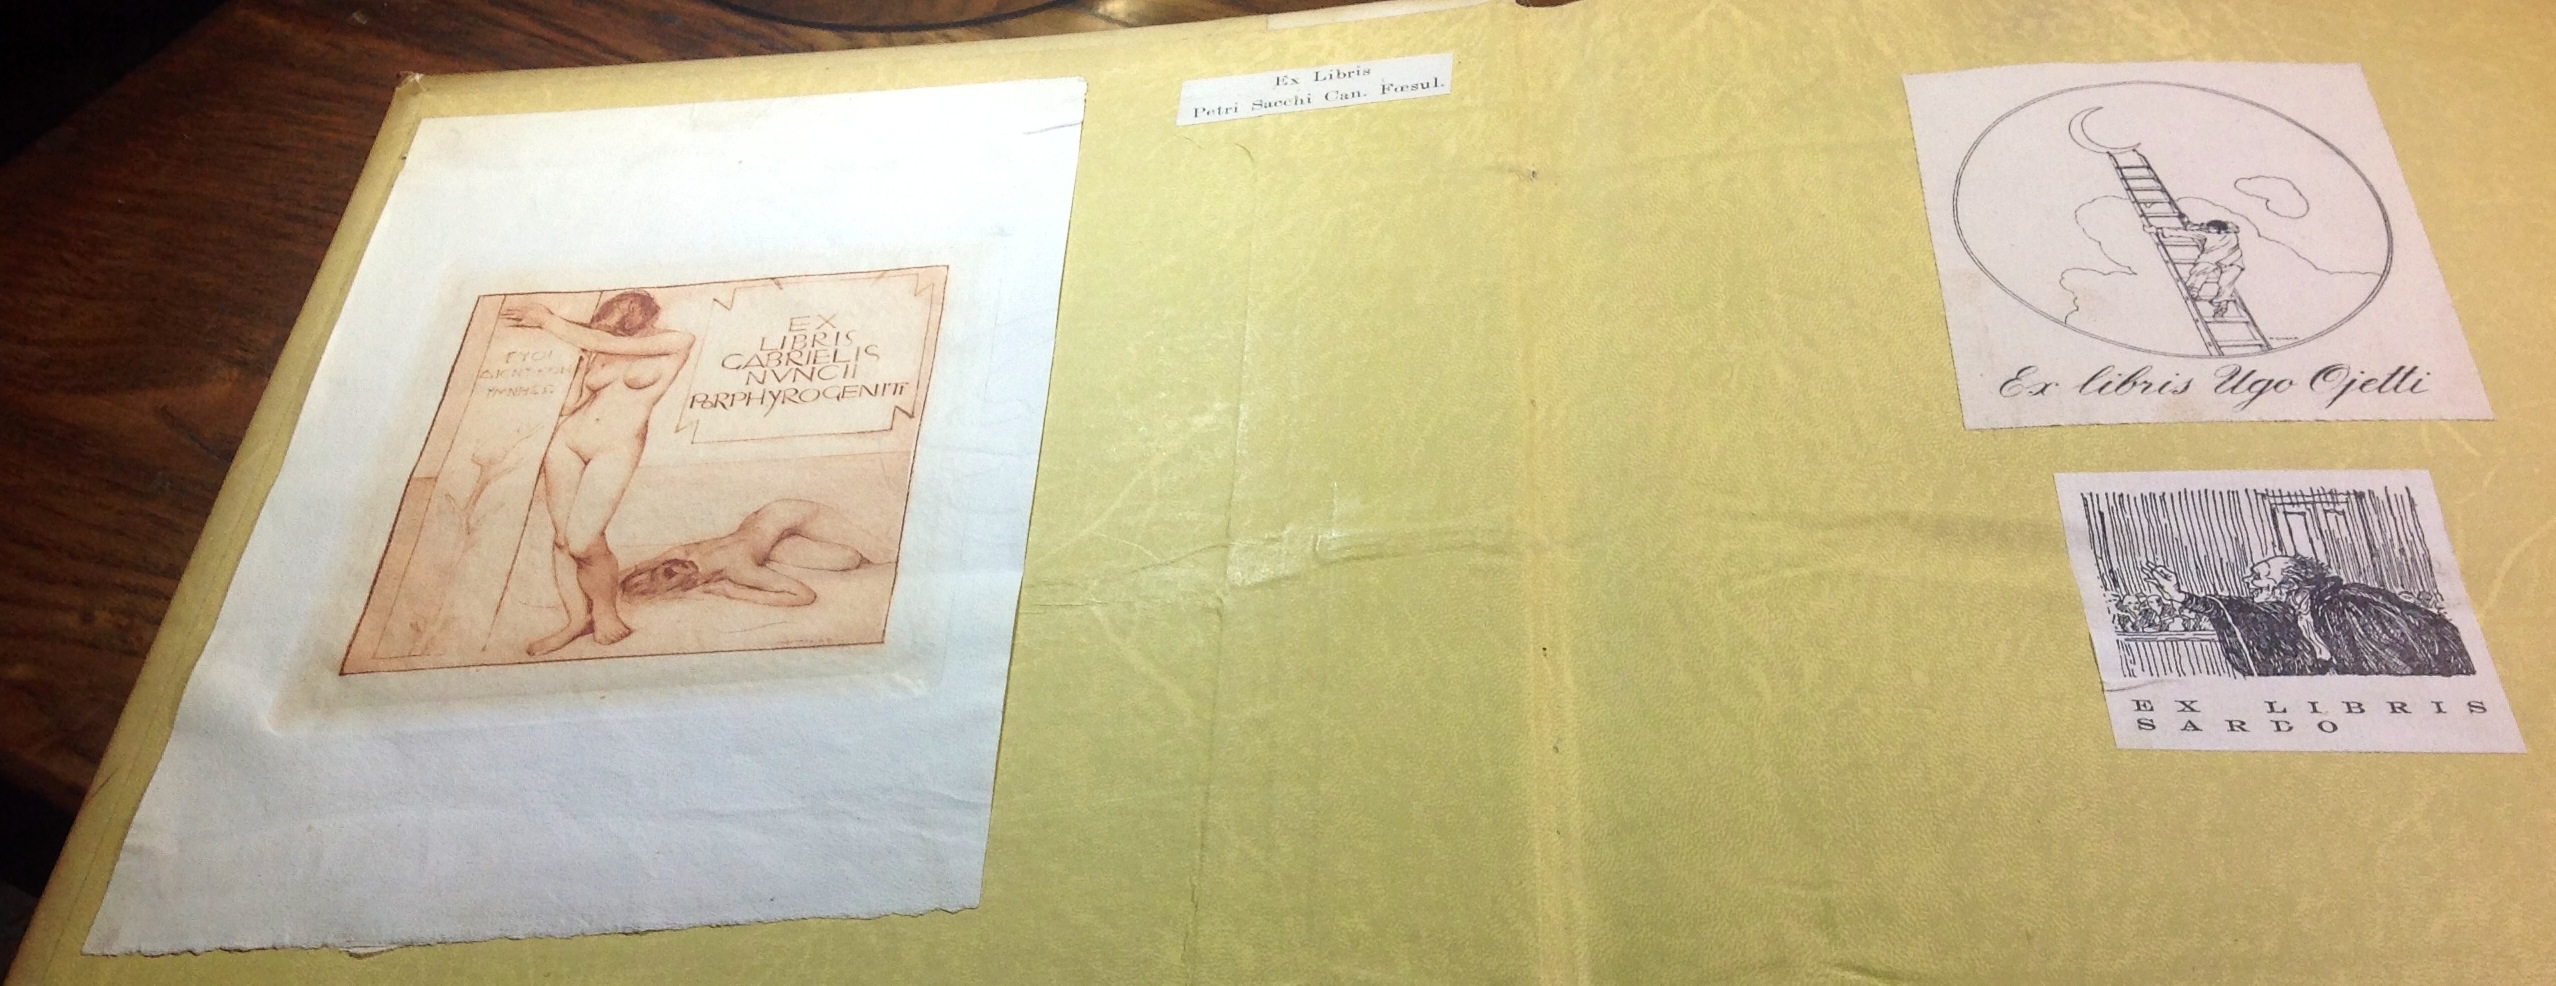 EX
LIBRIS
GABRIELIS
NVNCII
PORPHYROGENITI
Ex Libris
Petri Sacchi Can. Fœsul.
Ex libris Ugo Ojetti
EX LIBRIS
SARDO